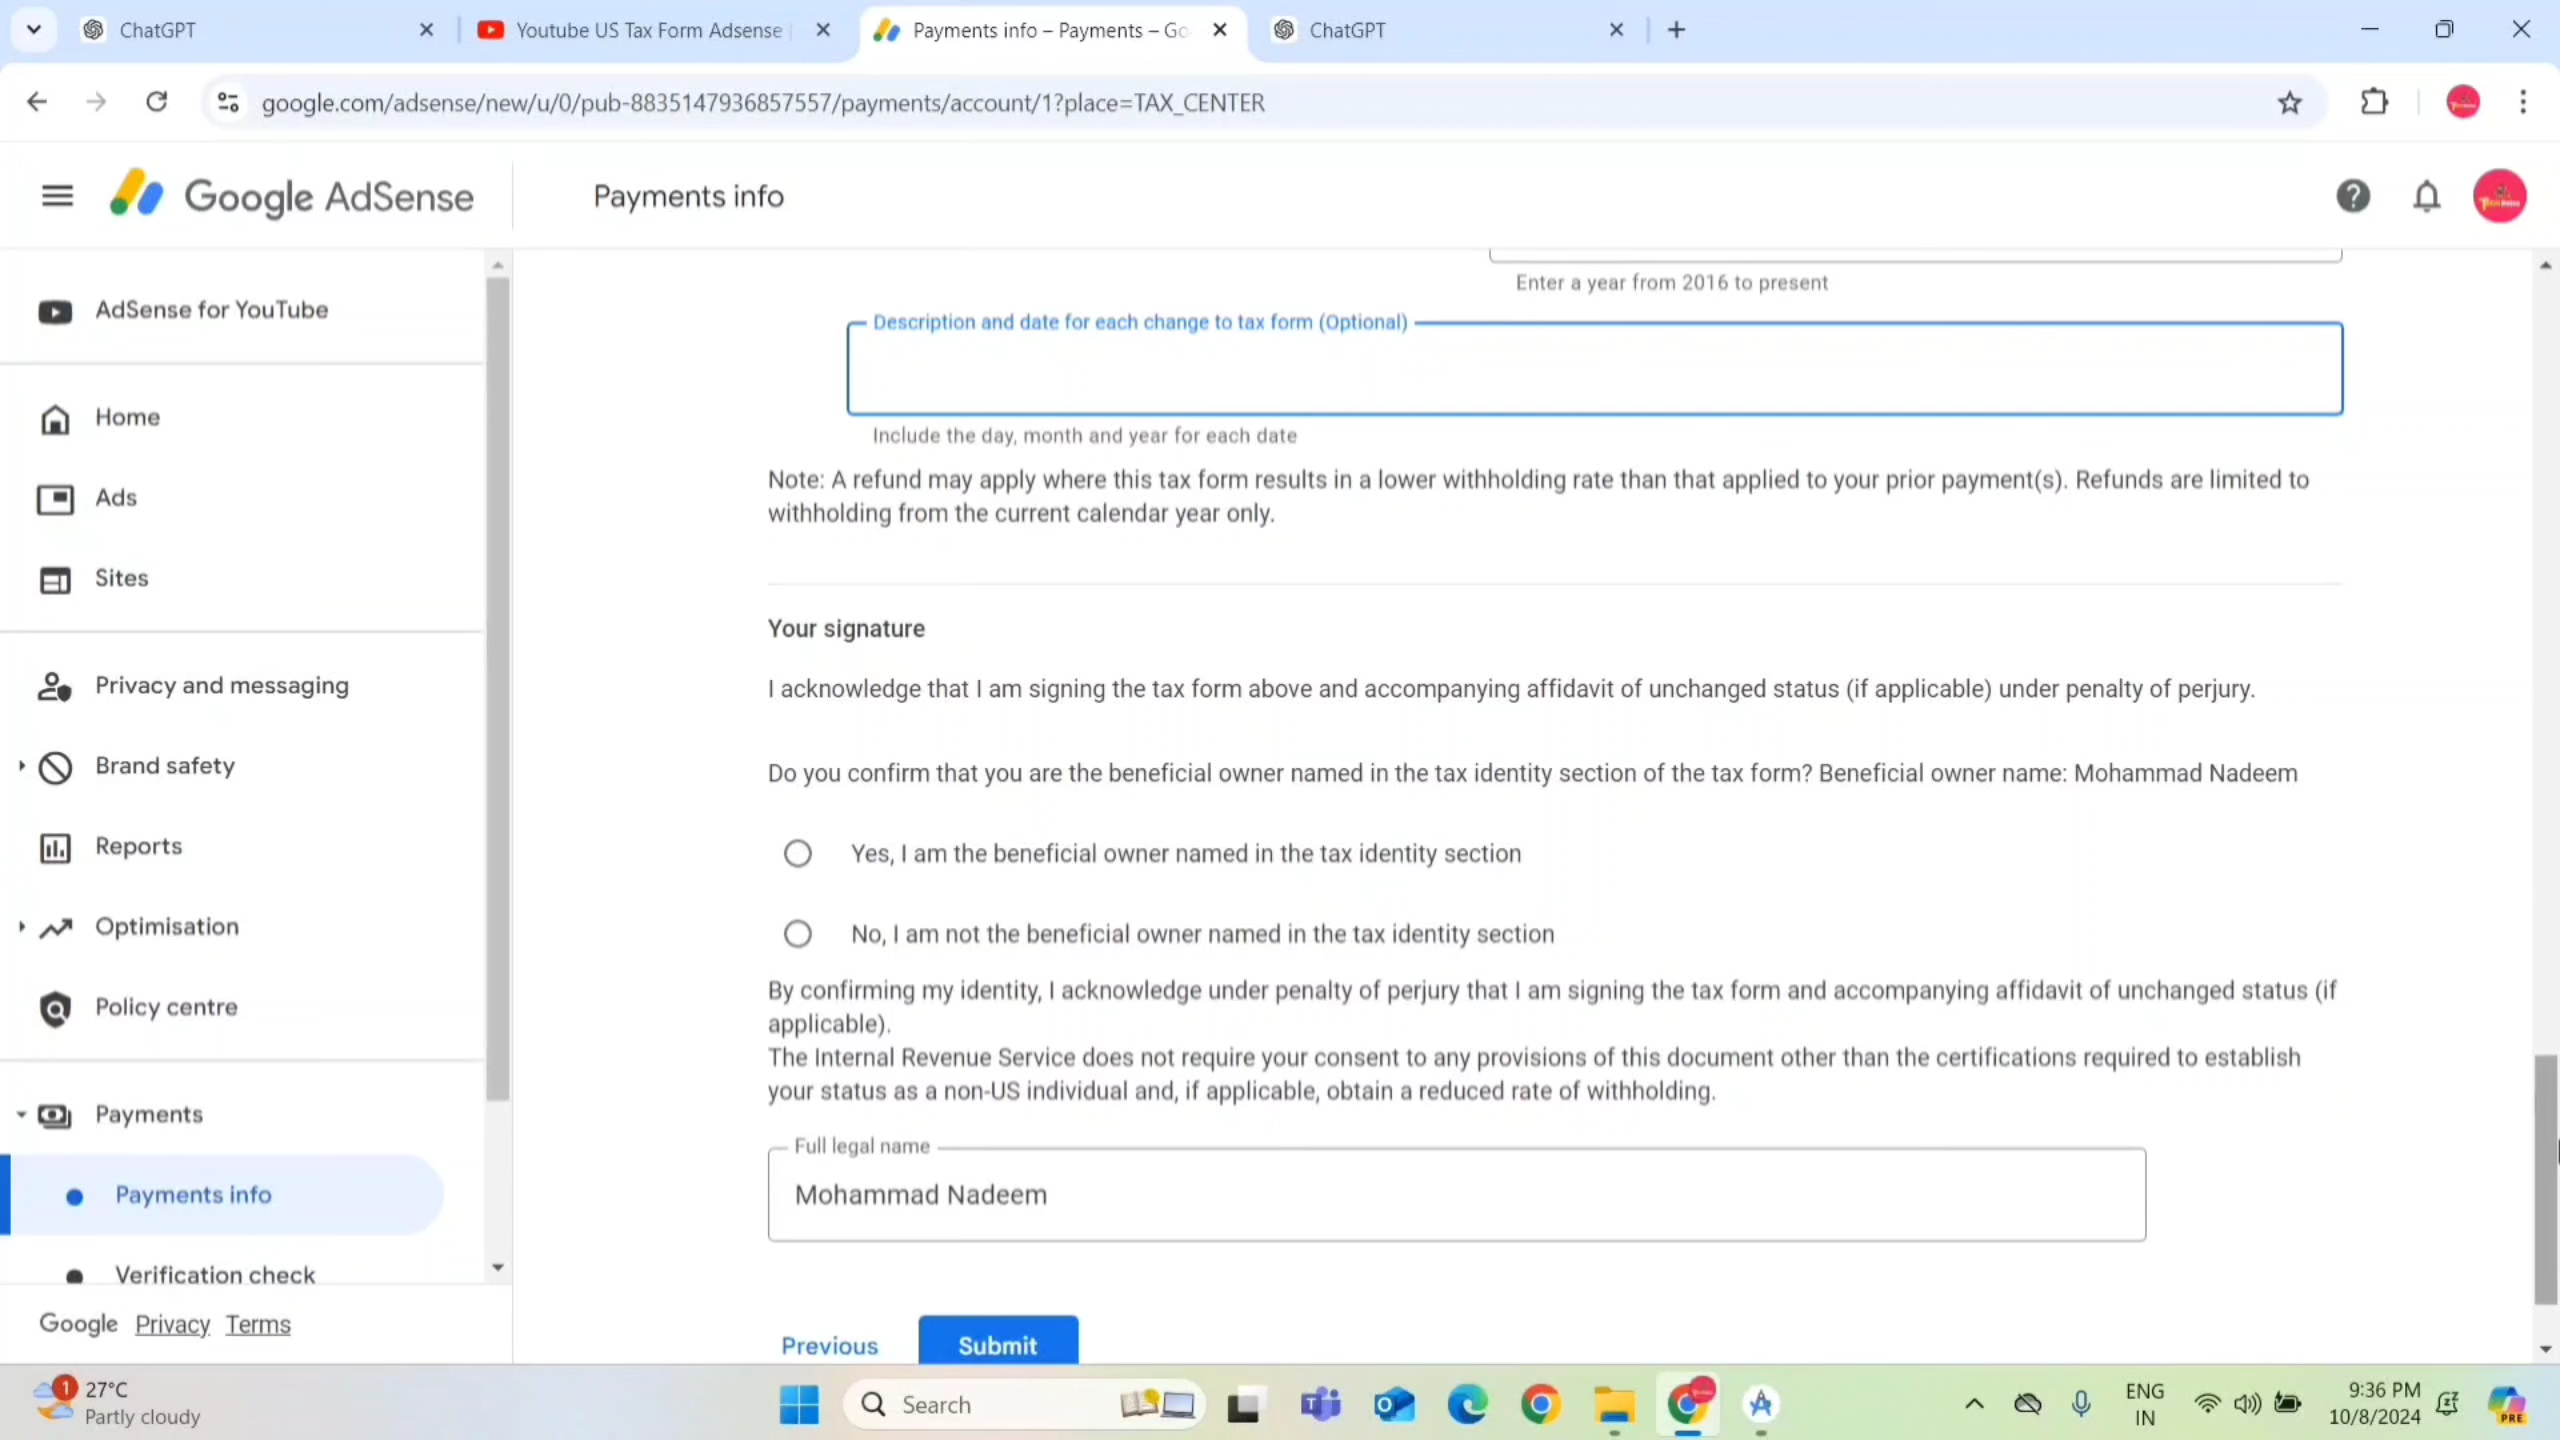 ChatGPT
Youtube US Tax Form Adsense
Payments info – Payments – Go
ChatGPT
google.com/adsense/new/u/0/pub-8835147936857557/payments/account/1?place=TAX_CENTER
Google AdSense
Payments info
AdSense for YouTube
Home
Ads
Sites
Privacy and messaging
Brand safety
Reports
Optimisation
Policy centre
Payments
Payments info
Verification check
Google Privacy Terms
Enter a year from 2016 to present
Description and date for each change to tax form (Optional)
Include the day, month and year for each date
Note: A refund may apply where this tax form results in a lower withholding rate than that applied to your prior payment(s). Refunds are limited to
withholding from the current calendar year only.
Your signature
I acknowledge that I am signing the tax form above and accompanying affidavit of unchanged status (if applicable) under penalty of perjury.
Do you confirm that you are the beneficial owner named in the tax identity section of the tax form? Beneficial owner name: Mohammad Nadeem
Yes, I am the beneficial owner named in the tax identity section
No, I am not the beneficial owner named in the tax identity section
By confirming my identity, I acknowledge under penalty of perjury that I am signing the tax form and accompanying affidavit of unchanged status (if
applicable).
The Internal Revenue Service does not require your consent to any provisions of this document other than the certifications required to establish
your status as a non-US individual and, if applicable, obtain a reduced rate of withholding.
Full legal name
Mohammad Nadeem
Previous
Submit
1
27°C
Partly cloudy
Search
ENG
IN
9:36 PM
10/8/2024
PRE